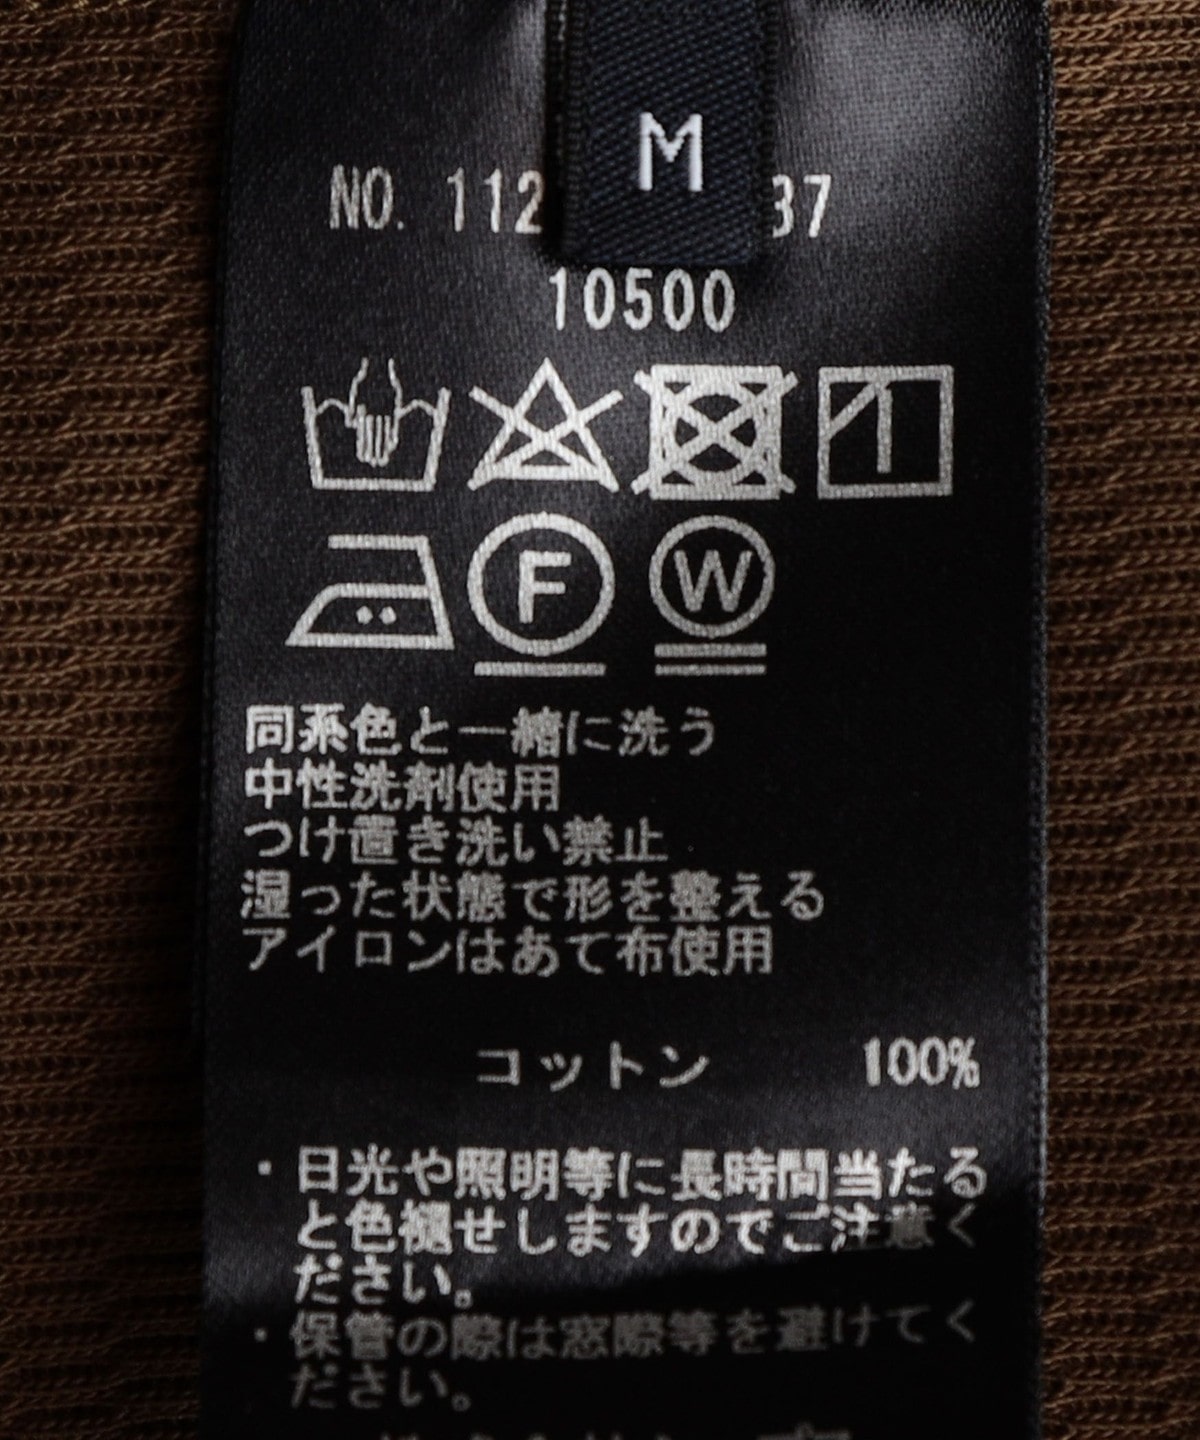 M
NO. 112 37
10500
F
W
同系色と一緒に洗う
中性洗剤使用
つけ置き洗い禁止
湿った状態で形を整える
アイロンはあて布使用
コットン 100%
・日光や照明等に長時間当たる
と色褪せしますのでご注意く
ださい。
・保管の際は窓際等を避けてく
ださい。